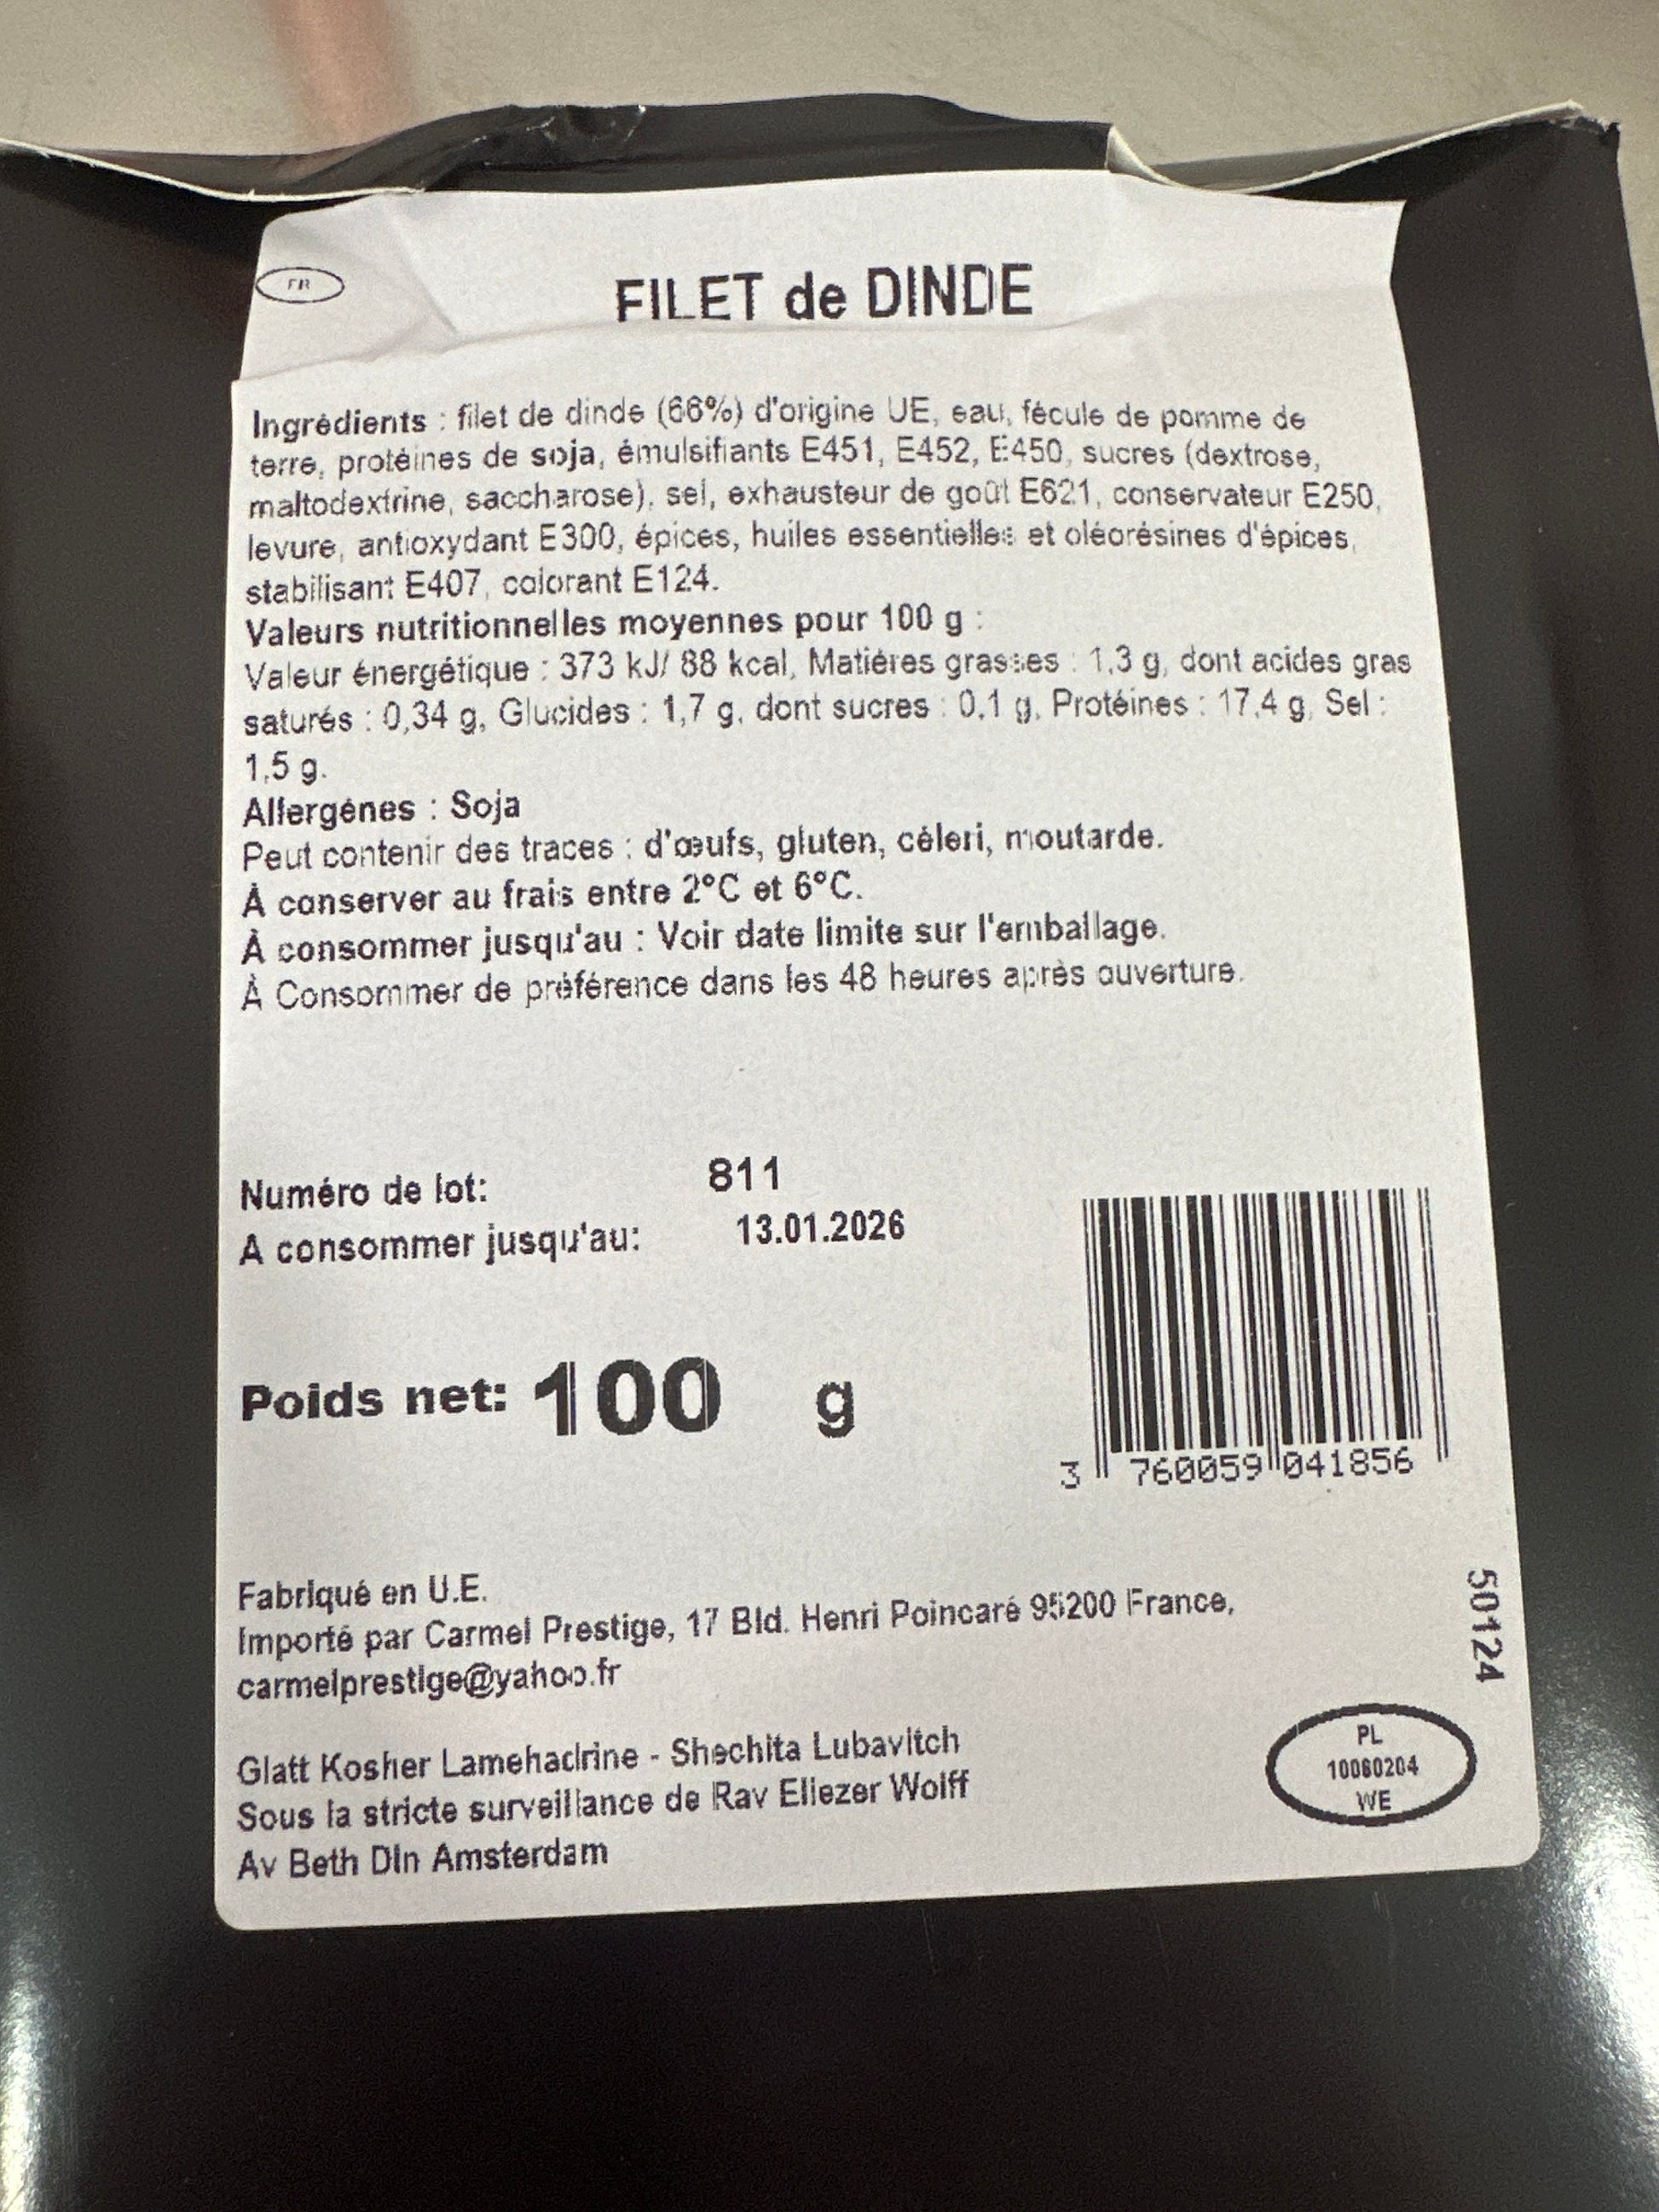 FR
FILET de DINDE
Ingrédients : filet de dinde (66%) d'origine UE, eau, fécule de pomme de
terre, protéines de soja, émulsifiants E451, E452, E450, sucres (dextrose,
maltodextrine, saccharose), sel, exhausteur de goût E621, conservateur E250,
levure, antioxydant E300, épices, huiles essentielles et oléorésines d'épices,
stabilisant E407, colorant E124.
Valeurs nutritionnelles moyennes pour 100 g :
Valeur énergétique : 373 kJ/ 88 kcal, Matières grasses : 1,3 g, dont acides gras
saturés : 0,34 g, Glucides : 1,7 g, dont sucres : 0,1 g, Protéines : 17,4 g, Sel :
1,5 g.
Allergènes : Soja
Peut contenir des traces : d'œufs, gluten, céleri, moutarde.
À conserver au frais entre 2°C et 6°C.
À consommer jusqu'au : Voir date limite sur l'emballage.
À Consommer de préférence dans les 48 heures après ouverture.
Numéro de lot: 811
A consommer jusqu'au: 13.01.2026
Poids net: 100 g
3 760059 041856
Fabriqué en U.E.
Importé par Carmel Prestige, 17 Bld. Henri Poincaré 95200 France,
carmelprestige@yahoo.fr
50124
Glatt Kosher Lamehadrine - Shechita Lubavitch
Sous la stricte surveillance de Rav Eliezer Wolff
Av Beth Din Amsterdam
PL
10060204
WE